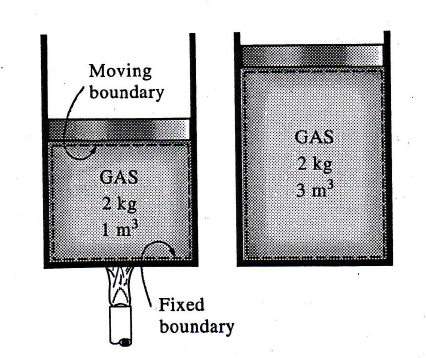 Moving
boundary
GAS
2 kg
1 m³
Fixed
boundary
GAS
2 kg
3 m³